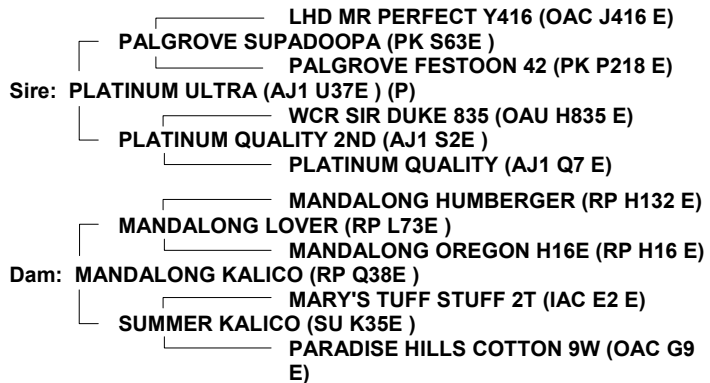 LHD MR PERFECT Y416 (OAC J416 E)
PALGROVE SUPADOOPA (PK S63E )
PALGROVE FESTOON 42 (PK P218 E)
Sire: PLATINUM ULTRA (AJ1 U37E ) (P)
WCR SIR DUKE 835 (OAU H835 E)
PLATINUM QUALITY 2ND (AJ1 S2E )
PLATINUM QUALITY (AJ1 Q7 E)
MANDALONG HUMBERGER (RP H132 E)
MANDALONG LOVER (RP L73E )
MANDALONG OREGON H16E (RP H16 E)
Dam: MANDALONG KALICO (RP Q38E )
MARY'S TUFF STUFF 2T (IAC E2 E)
SUMMER KALICO (SU K35E )
PARADISE HILLS COTTON 9W (OAC G9
E)